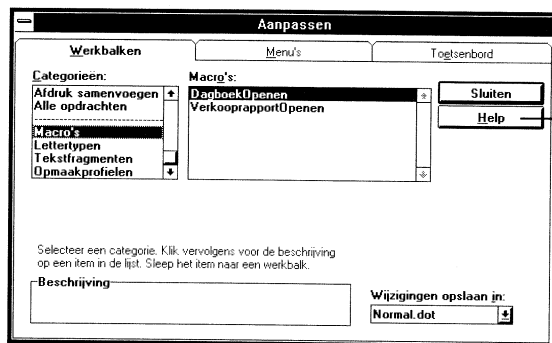 Aanpassen
Werkbalken
Menu's
Toetsenbord
Categorieën:
Afdruk samenvoegen
Alle opdrachten
Macro's
Lettertypen
Tekstfragmenten
Opmaakprofielen
Macro's:
DagboekOpenen
VerkooprapportOpenen
Sluiten
Help
Selecteer een categorie. Klik vervolgens voor de beschrijving
op een item in de lijst. Sleep het item naar een werkbalk.
Beschrijving
Wijzigingen opslaan in:
Normal.dot